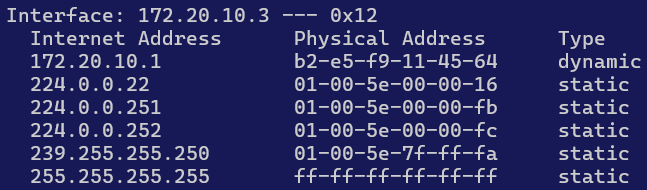 Interface: 172.20.10.3 --- 0x12
  Internet Address      Physical Address      Type
  172.20.10.1           b2-e5-f9-11-45-64     dynamic
  224.0.0.22            01-00-5e-00-00-16     static
  224.0.0.251           01-00-5e-00-00-fb     static
  224.0.0.252           01-00-5e-00-00-fc     static
  239.255.255.250       01-00-5e-7f-ff-fa     static
  255.255.255.255       ff-ff-ff-ff-ff-ff     static